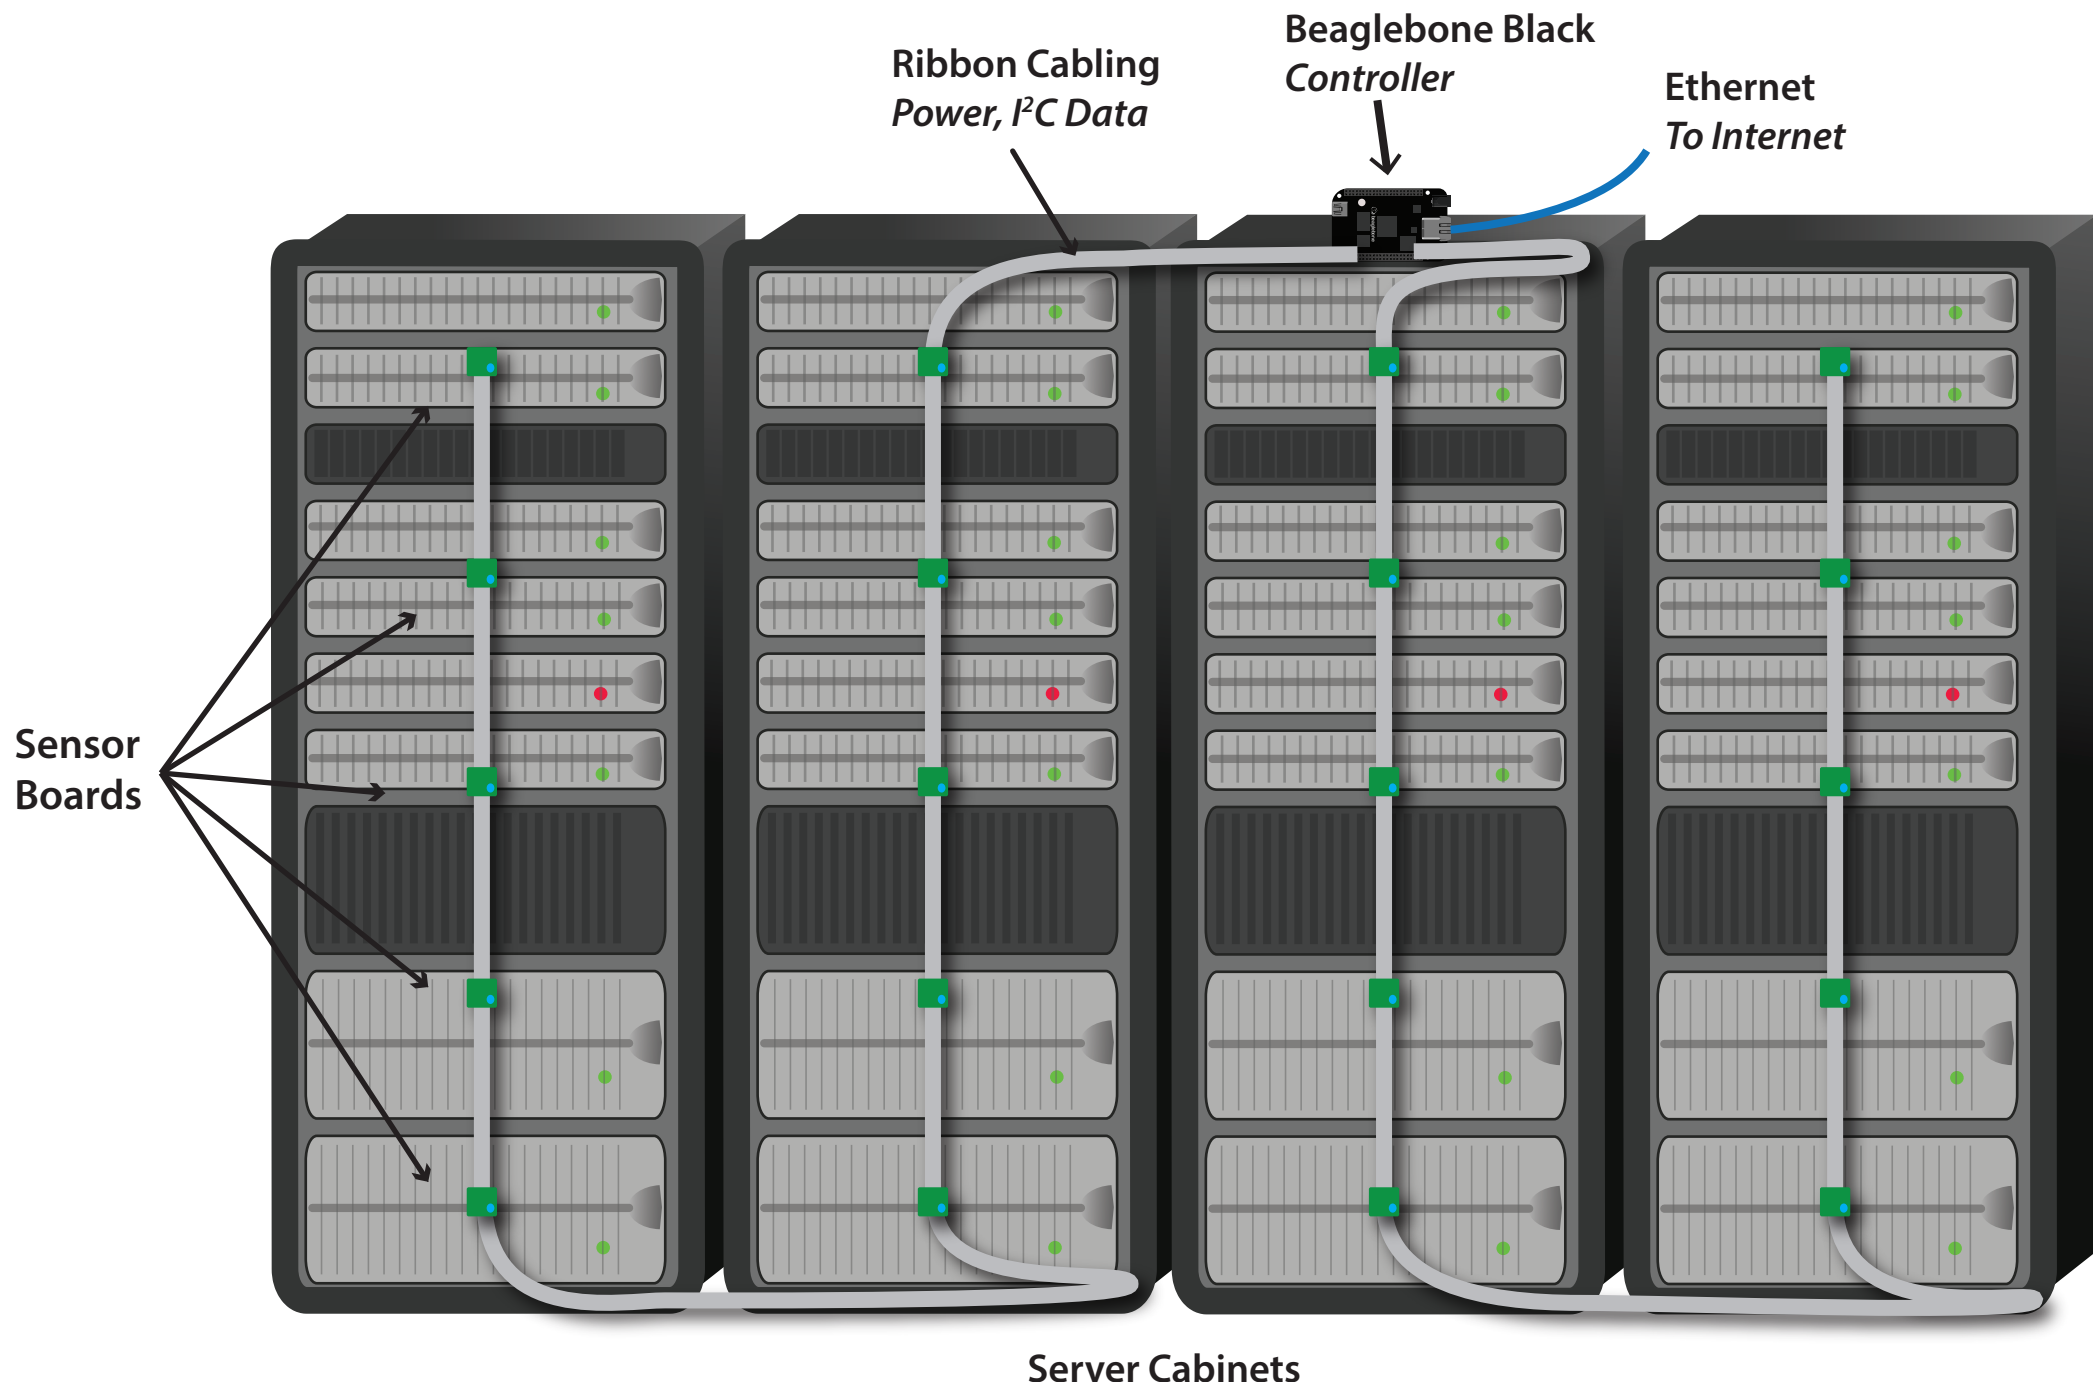 Beaglebone Black
Controller
Ribbon Cabling
Power, I²C Data
Ethernet
To Internet
Sensor
Boards
Server Cabinets